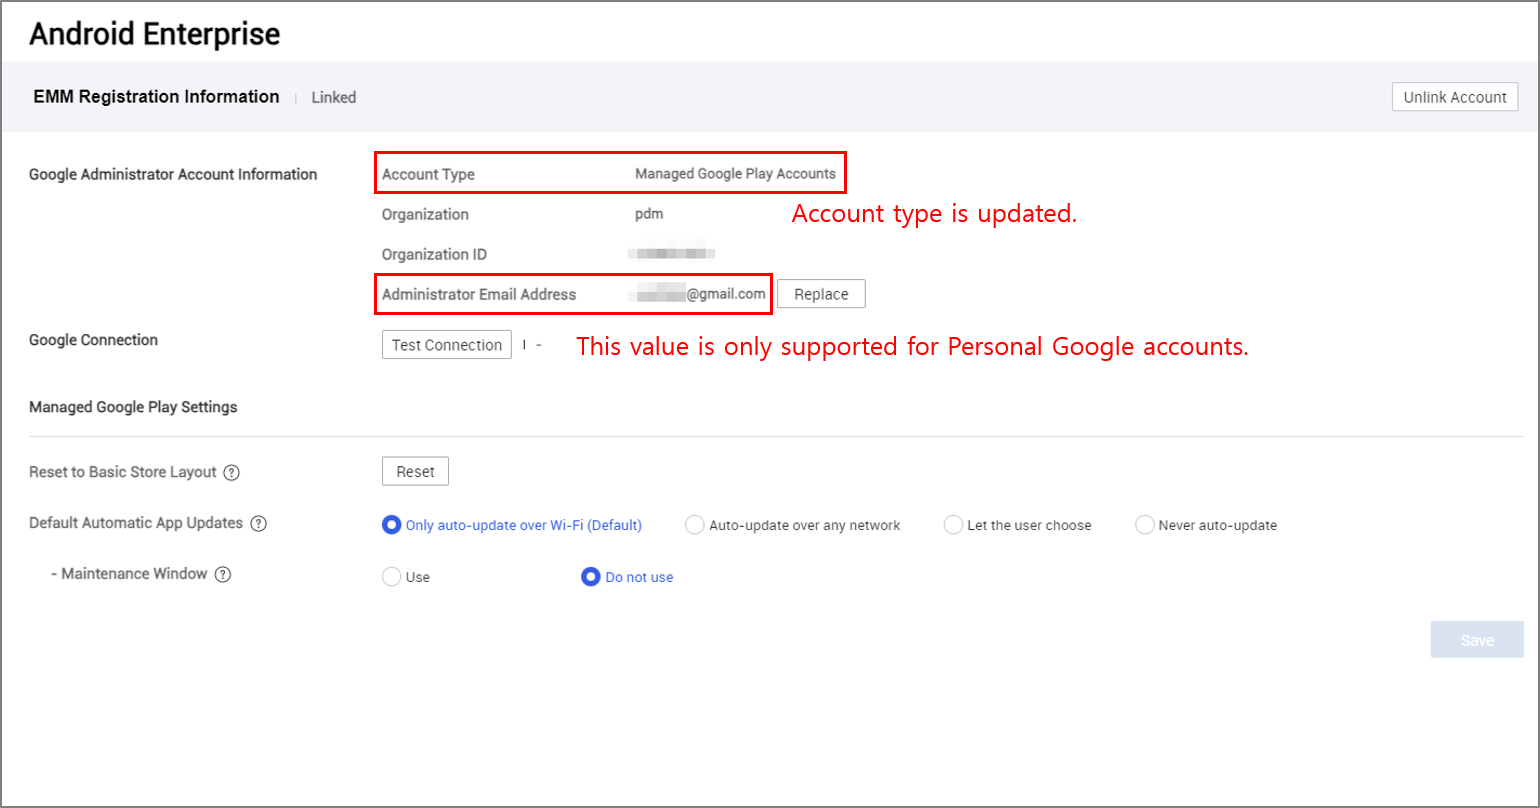 Android Enterprise
EMM Registration Information | Linked
Unlink Account
Google Administrator Account Information
Account Type Managed Google Play Accounts
Organization pdm
Account type is updated.
Organization ID
Administrator Email Address @gmail.com Replace
Google Connection Test Connection | -
This value is only supported for Personal Google accounts.
Managed Google Play Settings
Reset to Basic Store Layout ? Reset
Default Automatic App Updates ? Only auto-update over Wi-Fi (Default) Auto-update over any network Let the user choose Never auto-update
- Maintenance Window ? Use Do not use
Save